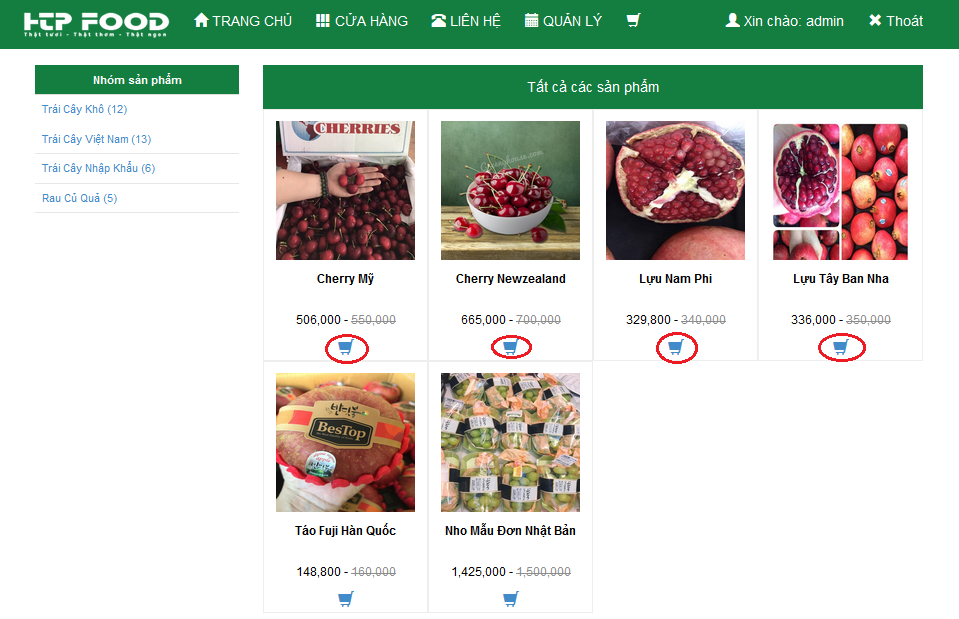 HTP FOOD
Thật tươi - Thật thơm - Thật ngon
TRANG CHỦ
CỬA HÀNG
LIÊN HỆ
QUẢN LÝ
Xin chào: admin
Thoát
Nhóm sản phẩm
Trái Cây Khô (12)
Trái Cây Việt Nam (13)
Trái Cây Nhập Khẩu (6)
Rau Củ Quả (5)
Tất cả các sản phẩm
CHERRIES
Cherry Mỹ
506,000 - 550,000
Cherry Newzealand
665,000 - 700,000
Lựu Nam Phi
329,800 - 340,000
Lựu Tây Ban Nha
336,000 - 350,000
BesTop
Táo Fuji Hàn Quốc
148,800 - 160,000
Nho Mẫu Đơn Nhật Bản
1,425,000 - 1,500,000